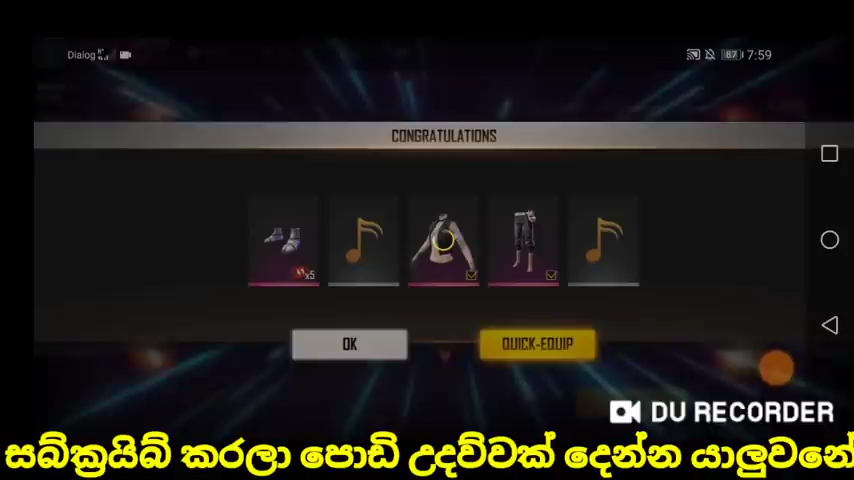 Dialog
87 7:59
CONGRATULATIONS
x5
OK
QUICK-EQUIP
DU RECORDER
සබ්ක්‍රයිබ් කරලා පොඩි උදව්වක් දෙන්න යාලුවනේ